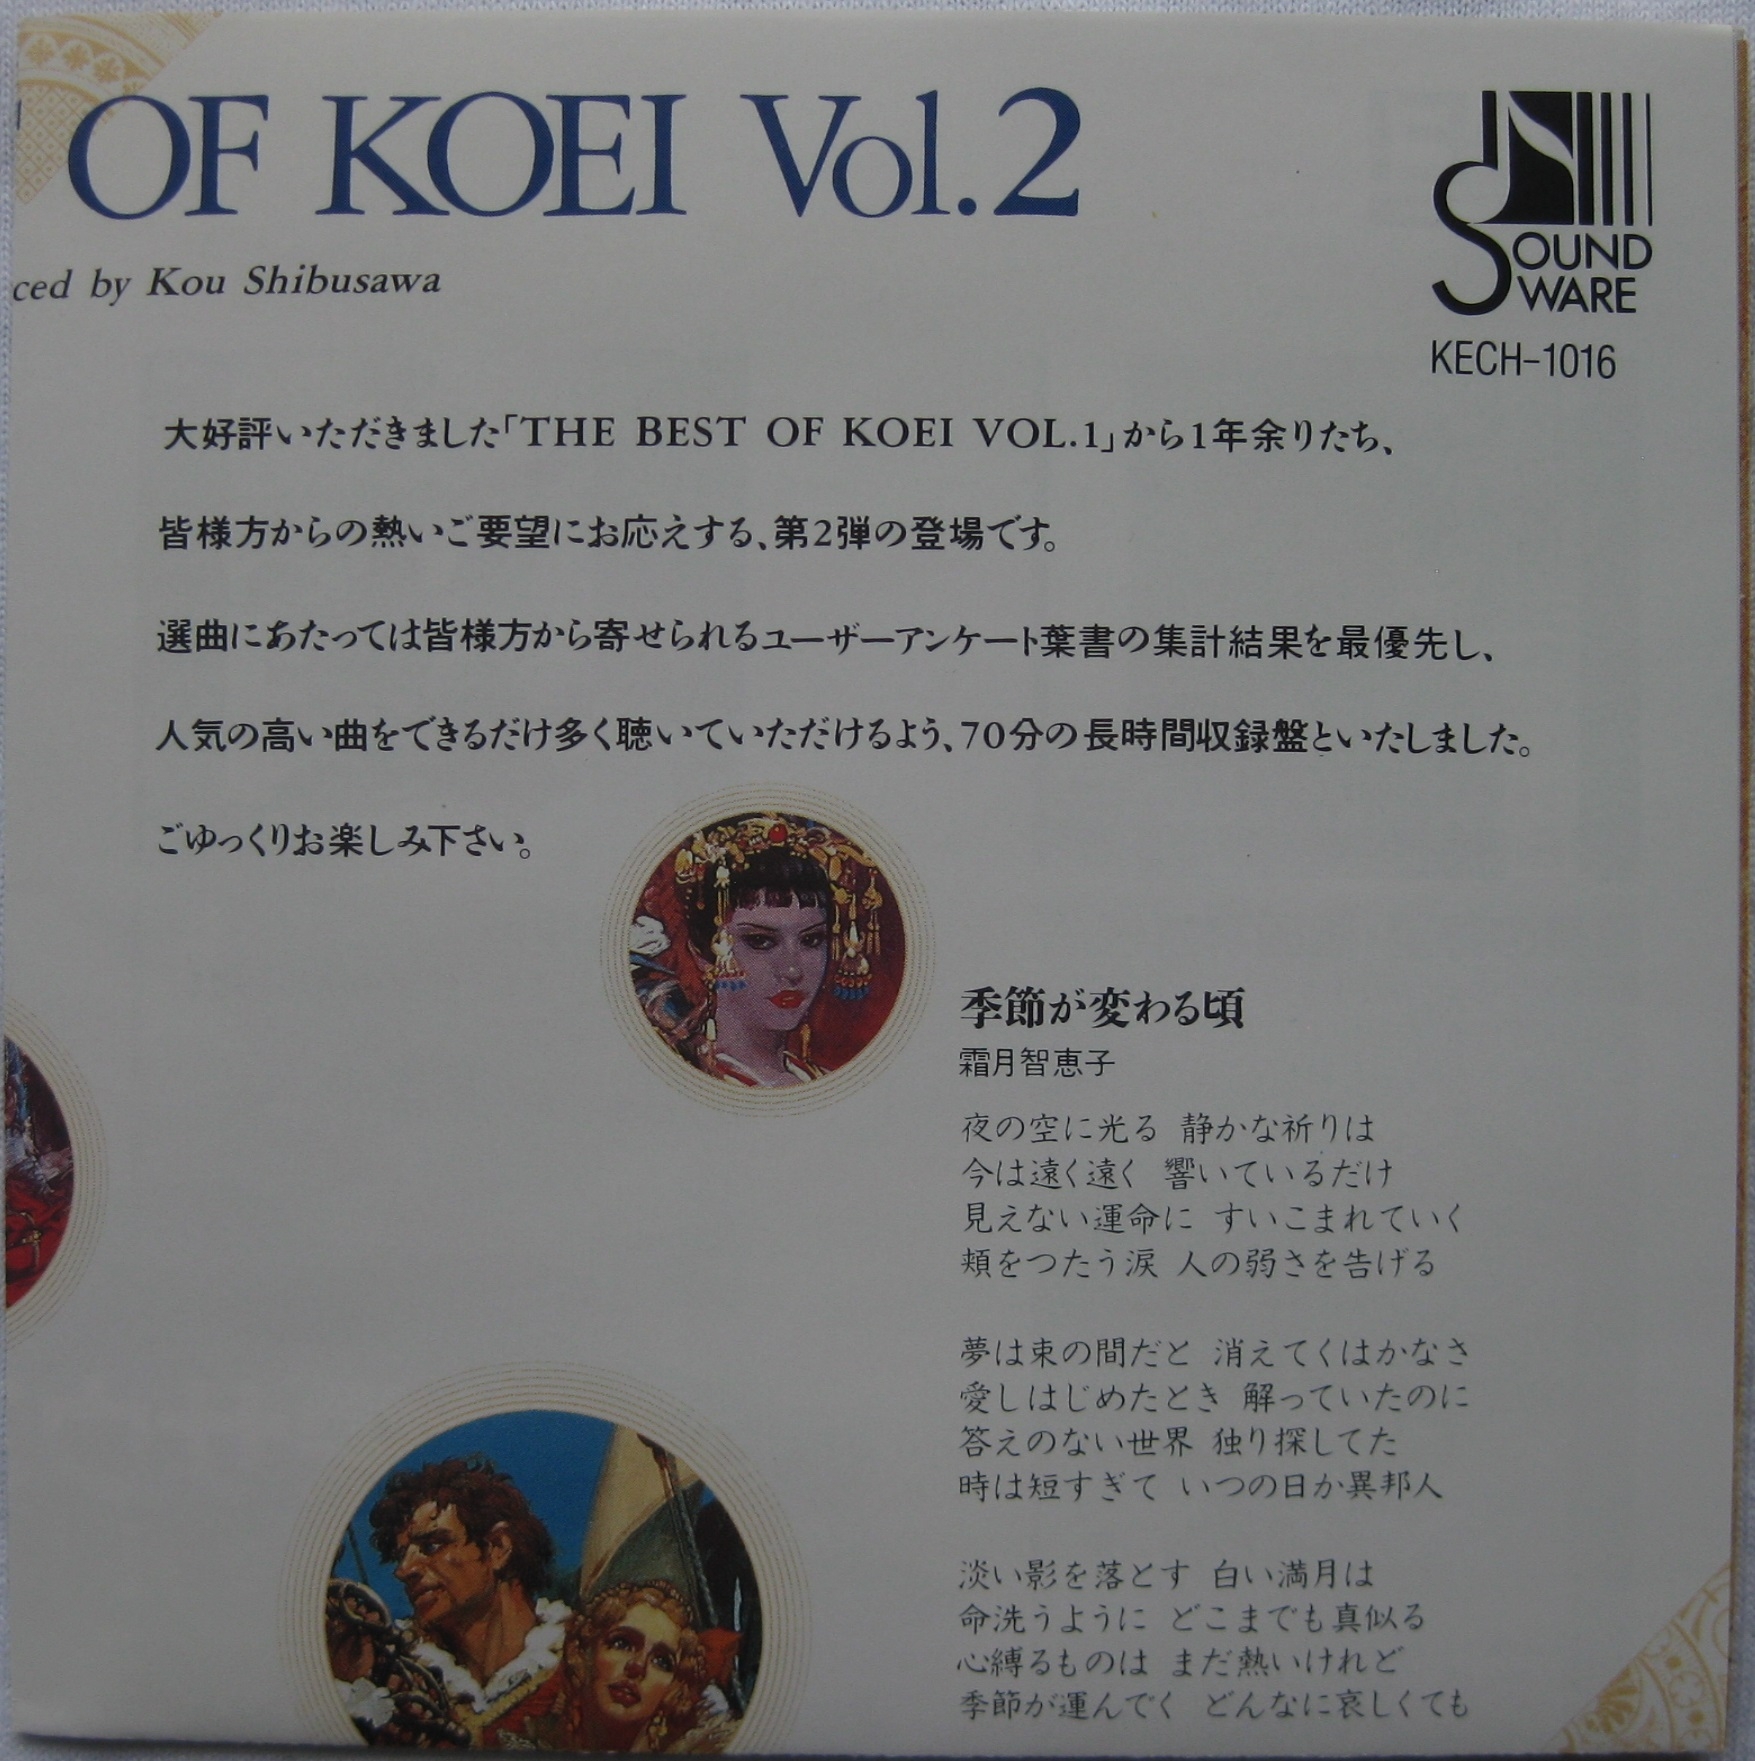 OF KOEI Vol.2
ced by Kou Shibusawa
SOUND
WARE
KECH-1016
大好評いただきました「THE BEST OF KOEI VOL.1」から1年余りたち、
皆様方からの熱いご要望にお応えする、第2弾の登場です。
選曲にあたっては皆様方から寄せられるユーザーアンケート葉書の集計結果を最優先し、
人気の高い曲をできるだけ多く聴いていただけるよう、70分の長時間収録盤といたしました。
ごゆっくりお楽しみ下さい。
季節が変わる頃
霜月智恵子
夜の空に光る 静かな祈りは
今は遠く遠く 響いているだけ
見えない運命に すいこまれていく
頬をつたう涙 人の弱さを告げる
夢は束の間だと 消えてくはかなさ
愛しはじめたとき 解っていたのに
答えのない世界 独り探してた
時は短すぎて いつの日か異邦人
淡い影を落とす 白い満月は
命洗うように どこまでも真似る
心縛るものは まだ熱いけれど
季節が運んでく どんなに哀しくても